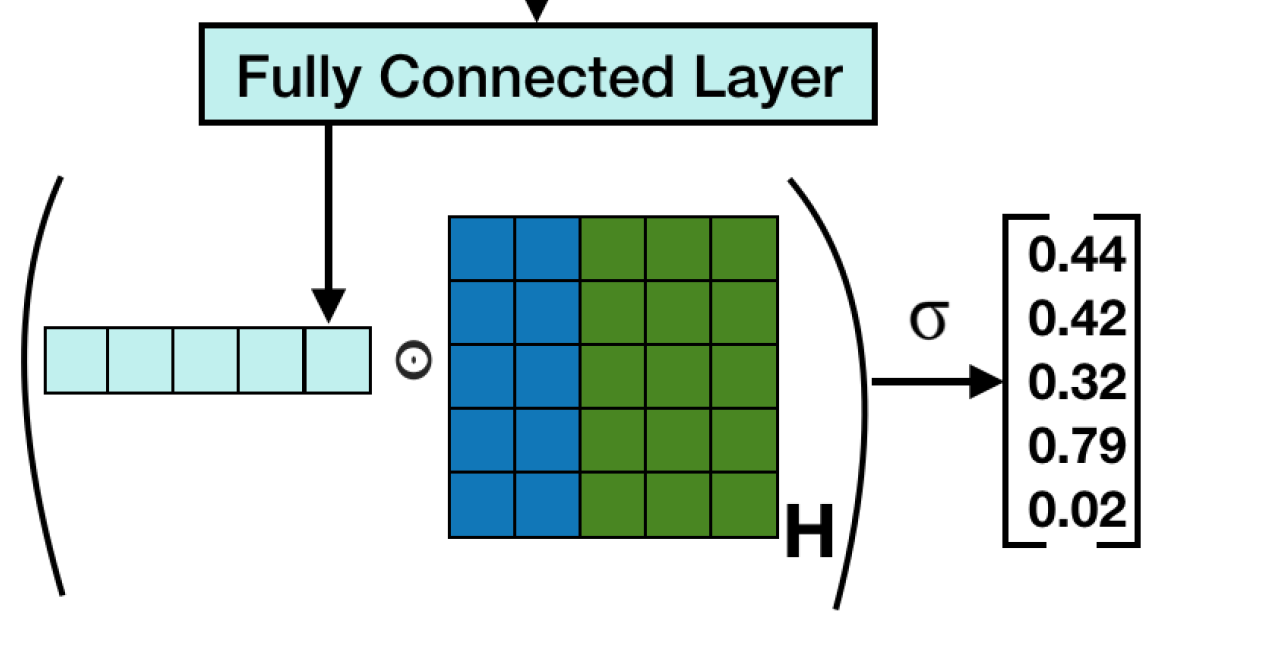 Fully Connected Layer
⊙
H
σ
0.44
0.42
0.32
0.79
0.02